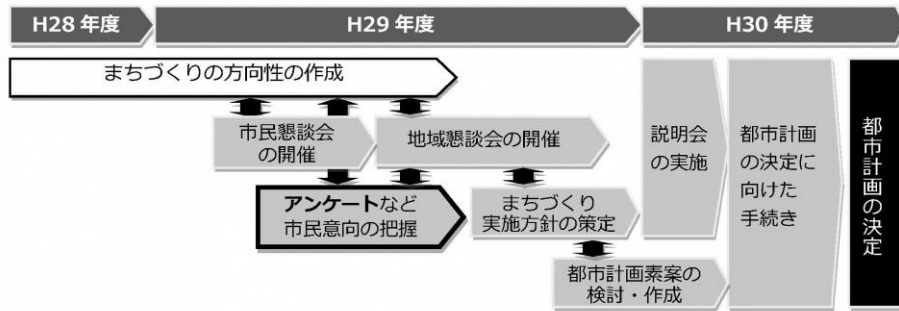 H28 年度
H29 年度
H30 年度
まちづくりの方向性の作成
市民懇談会
の開催
地域懇談会の開催
アンケートなど
市民意向の把握
まちづくり
実施方針の策定
都市計画素案の
検討・作成
説明会
の実施
都市計画
の決定に
向けた
手続き
都市計画の決定